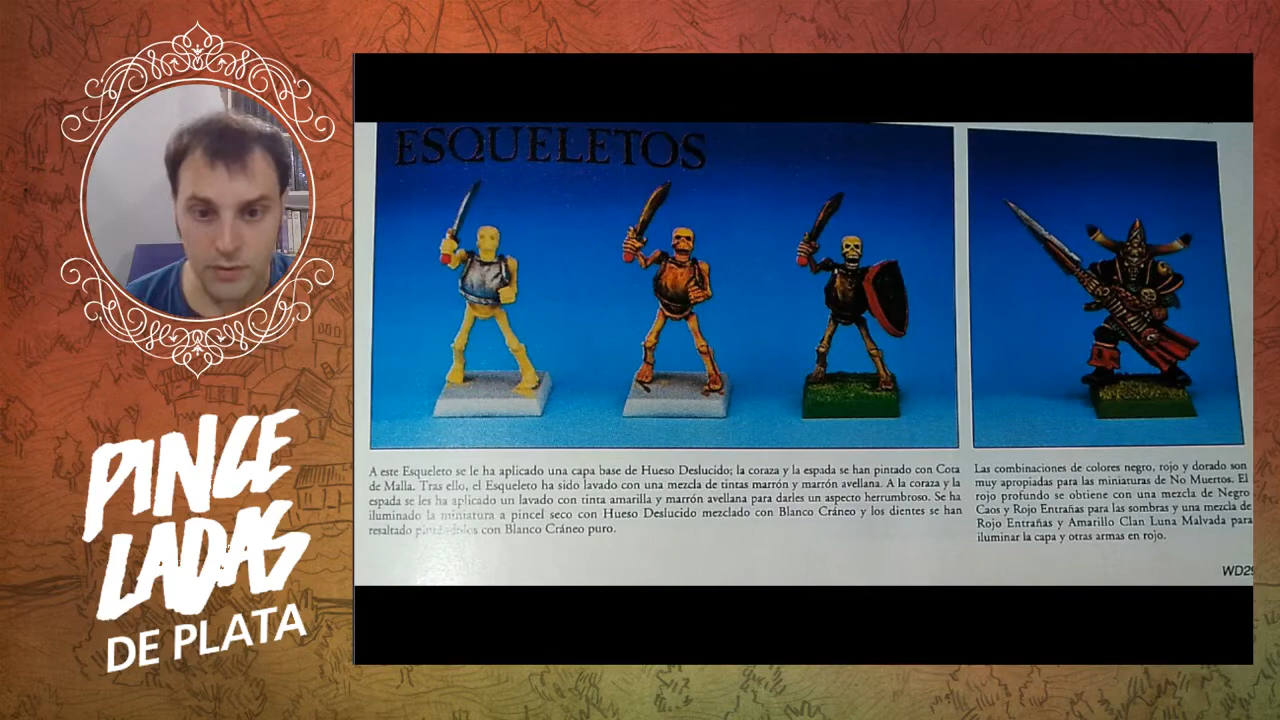 PINCE
LADAS
DE PLATA
ESQUELETOS
A este Esqueleto se le ha aplicado una capa base de Hueso Deslucido; la coraza y la espada se han pintado con Cota
de Malla. Tras ello, el Esqueleto ha sido lavado con una mezcla de tintas marrón y marrón avellana. A la coraza y la
espada se les ha aplicado un lavado con tinta amarilla y marrón avellana para darles un aspecto herrumbroso. Se ha
iluminado la miniatura a pincel seco con Hueso Deslucido mezclado con Blanco Cráneo y los dientes se han
resaltado con Blanco Cráneo puro.
Las combinaciones de colores negro, rojo y dorado son
muy apropiadas para las miniaturas de No Muertos. El
rojo profundo se obtiene con una mezcla de Negro
Caos y Rojo Entrañas para las sombras y una mezcla de
Rojo Entrañas y Amarillo Clan Luna Malvada para
iluminar la capa y otras armas en rojo.
WD29